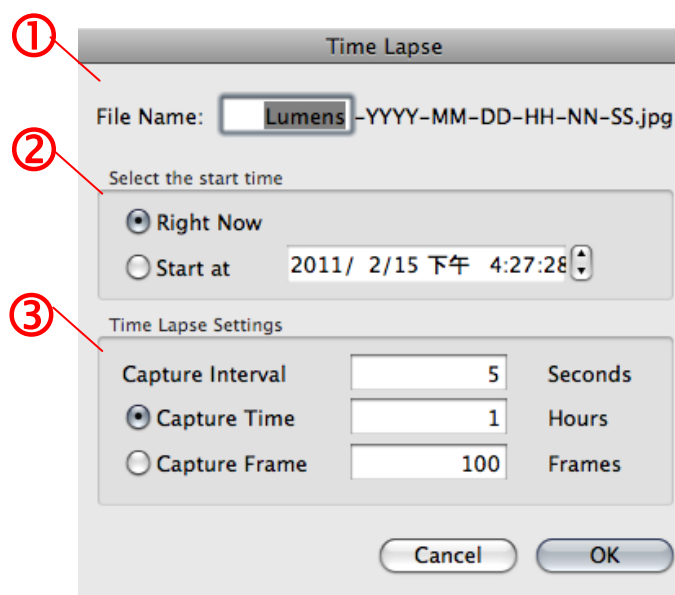 ①
Time Lapse
File Name: Lumens -YYYY-MM-DD-HH-NN-SS.jpg
②
Select the start time
Right Now
Start at 2011/ 2/15 下午 4:27:28
③
Time Lapse Settings
Capture Interval 5 Seconds
Capture Time 1 Hours
Capture Frame 100 Frames
Cancel OK